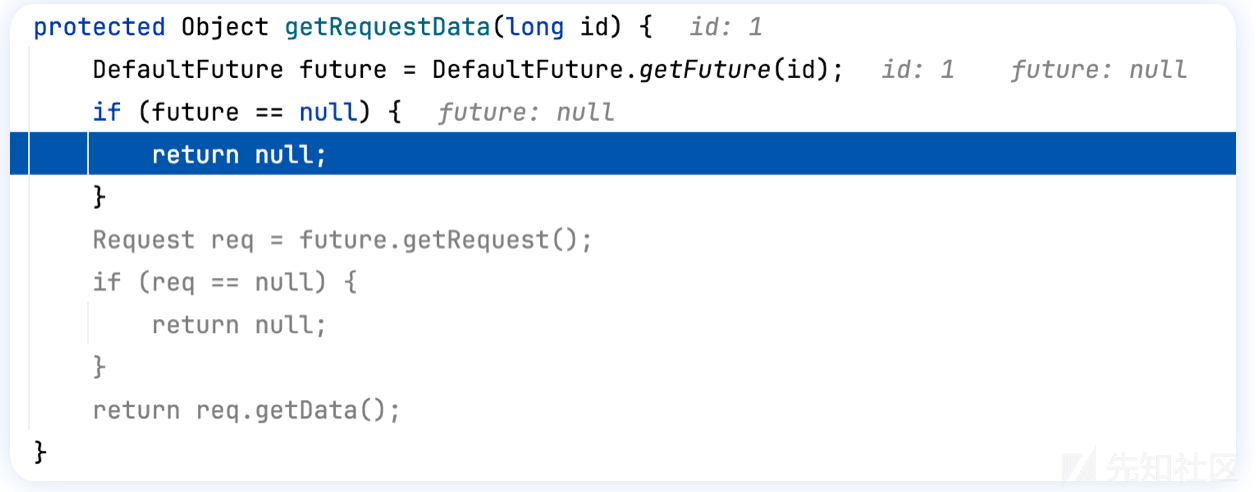 protected Object getRequestData(long id) {   id: 1
    DefaultFuture future = DefaultFuture.getFuture(id);   id: 1    future: null
    if (future == null) {   future: null
        return null;
    }
    Request req = future.getRequest();
    if (req == null) {
        return null;
    }
    return req.getData();
}
先知社区